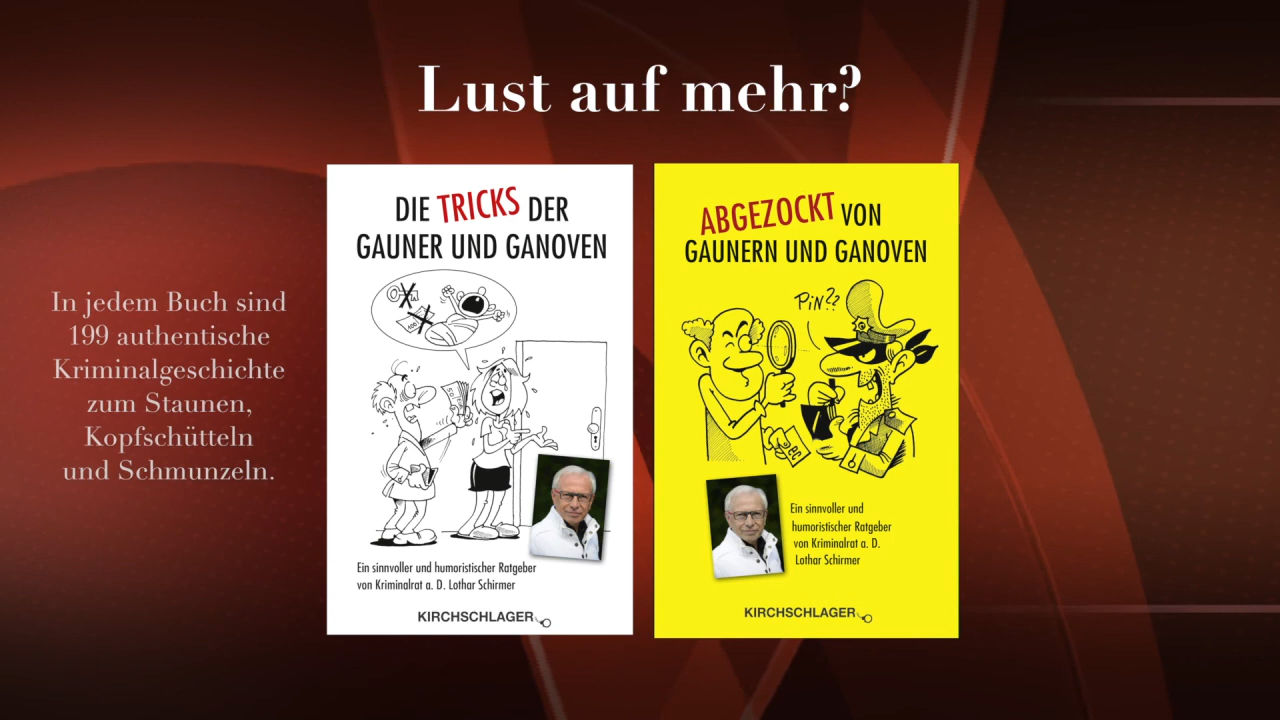 Lust auf mehr?
In jedem Buch sind
199 authentische
Kriminalgeschichte
zum Staunen,
Kopfschütteln
und Schmunzeln.
DIE TRICKS DER
GAUNER UND GANOVEN
100
Ein sinnvoller und humoristischer Ratgeber
von Kriminalrat a. D. Lothar Schirmer
KIRCHSCHLAGER
ABGEZOCKT VON
GAUNERN UND GANOVEN
PiN??
Ein sinnvoller und
humoristischer Ratgeber
von Kriminalrat a. D.
Lothar Schirmer
KIRCHSCHLAGER